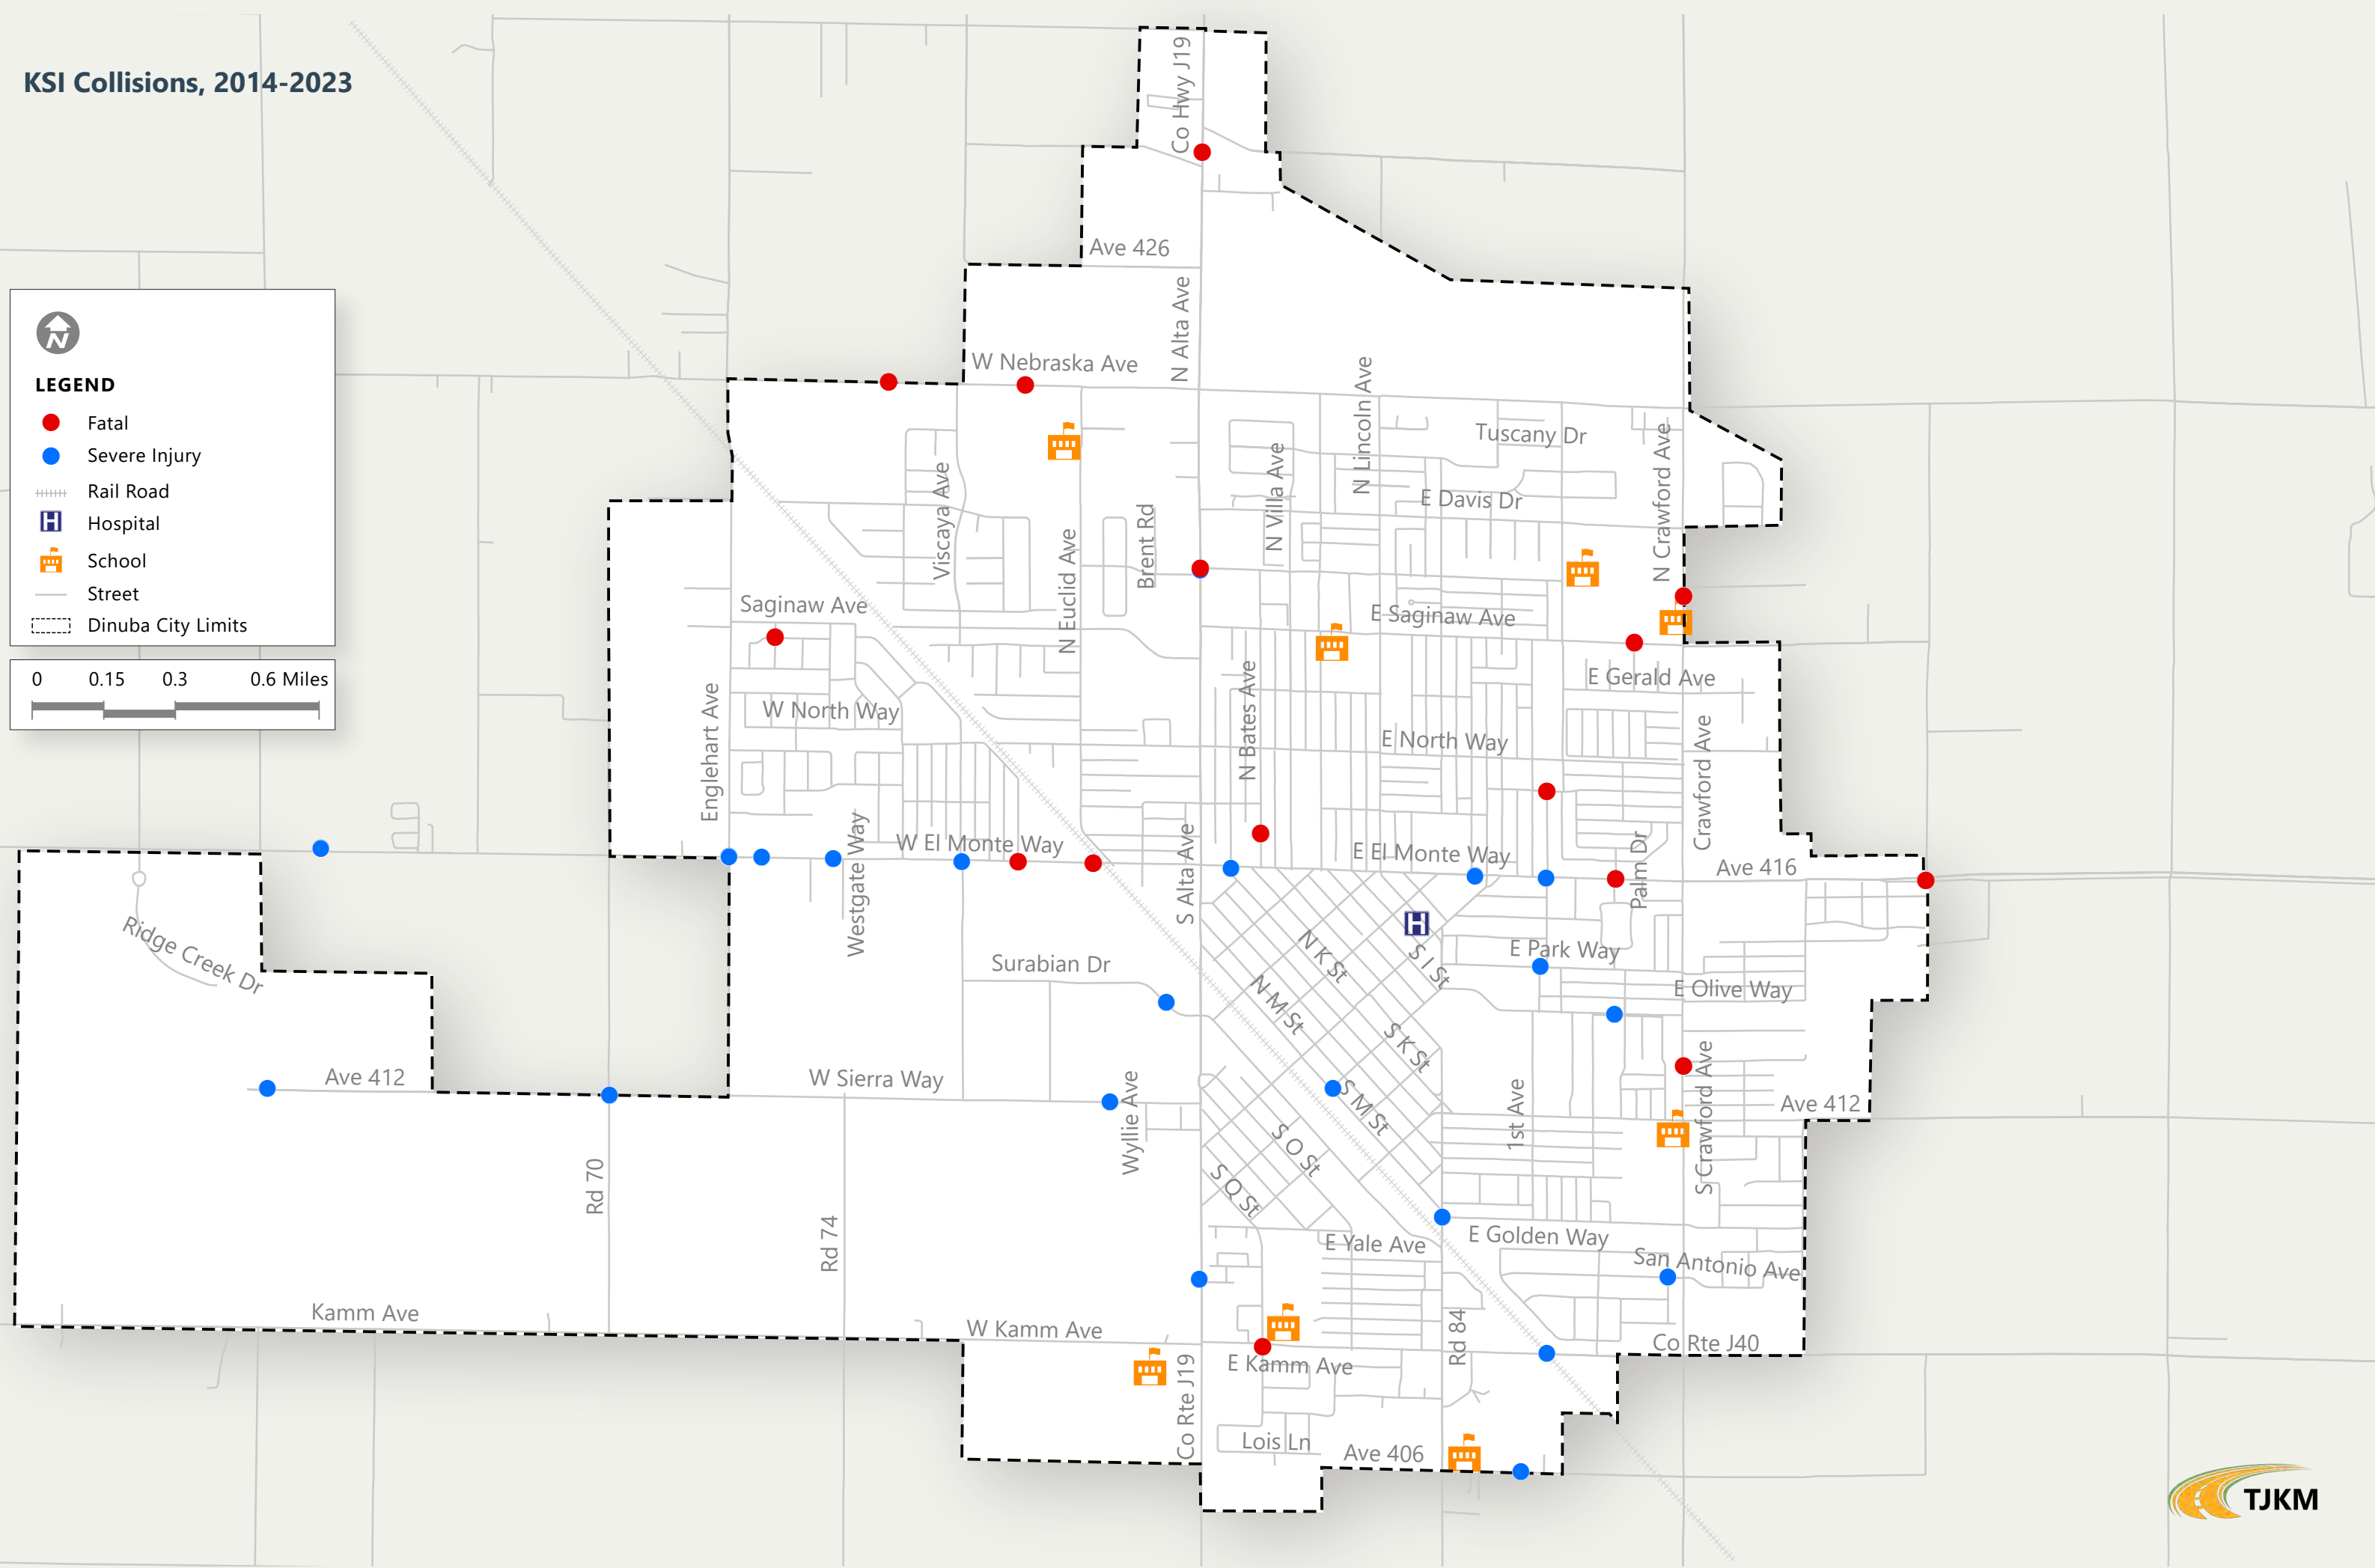 KSI Collisions, 2014-2023
Co Hwy J19
Ave 426
N Alta Ave
W Nebraska Ave
N Lincoln Ave
Tuscany Dr
N Crawford Ave
N Villa Ave
E Davis Dr
Viscaya Ave
Brent Rd
N Euclid Ave
LEGEND
Fatal
Severe Injury
Rail Road
Hospital
School
Street
Dinuba City Limits
0 0.15 0.3 0.6 Miles
Saginaw Ave
E Saginaw Ave
E Gerald Ave
W North Way
Englehart Ave
N Bates Ave
E North Way
Crawford Ave
W El Monte Way
Westgate Way
S Alta Ave
E El Monte Way
Palm Dr
Ave 416
Ridge Creek Dr
H
N K St
S I St
E Park Way
Surabian Dr
N M St
E Olive Way
S K St
Ave 412
W Sierra Way
Wyllie Ave
S M St
1st Ave
S Crawford Ave
Ave 412
S O St
S Q St
Rd 70
Rd 74
E Yale Ave
E Golden Way
San Antonio Ave
Kamm Ave
W Kamm Ave
Co Rte J19
E Kamm Ave
Rd 84
Co Rte J40
Lois Ln
Ave 406
TJKM